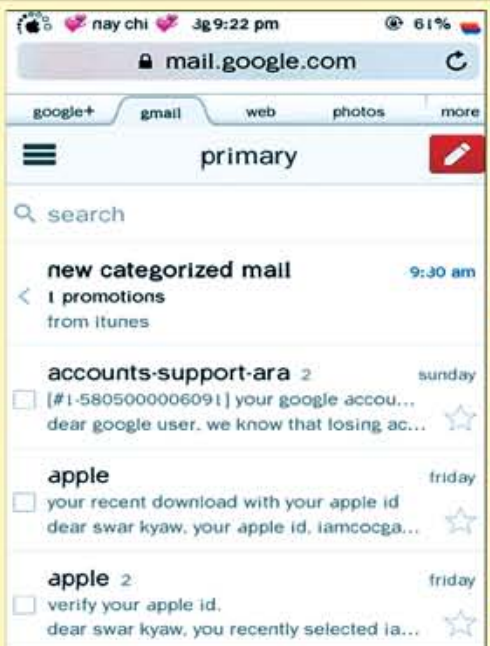 nay chi 3g 9:22 pm 61%
mail.google.com
google+ gmail web photos more
primary
search
new categorized mail 9:30 am
1 promotions
from itunes
accounts-support-ara 2 sunday
[#1-5805000006091] your google accou...
dear google user. we know that losing ac...
apple friday
your recent download with your apple id
dear swar kyaw, your apple id, iamcocga...
apple 2 friday
verify your apple id.
dear swar kyaw, you recently selected ia...